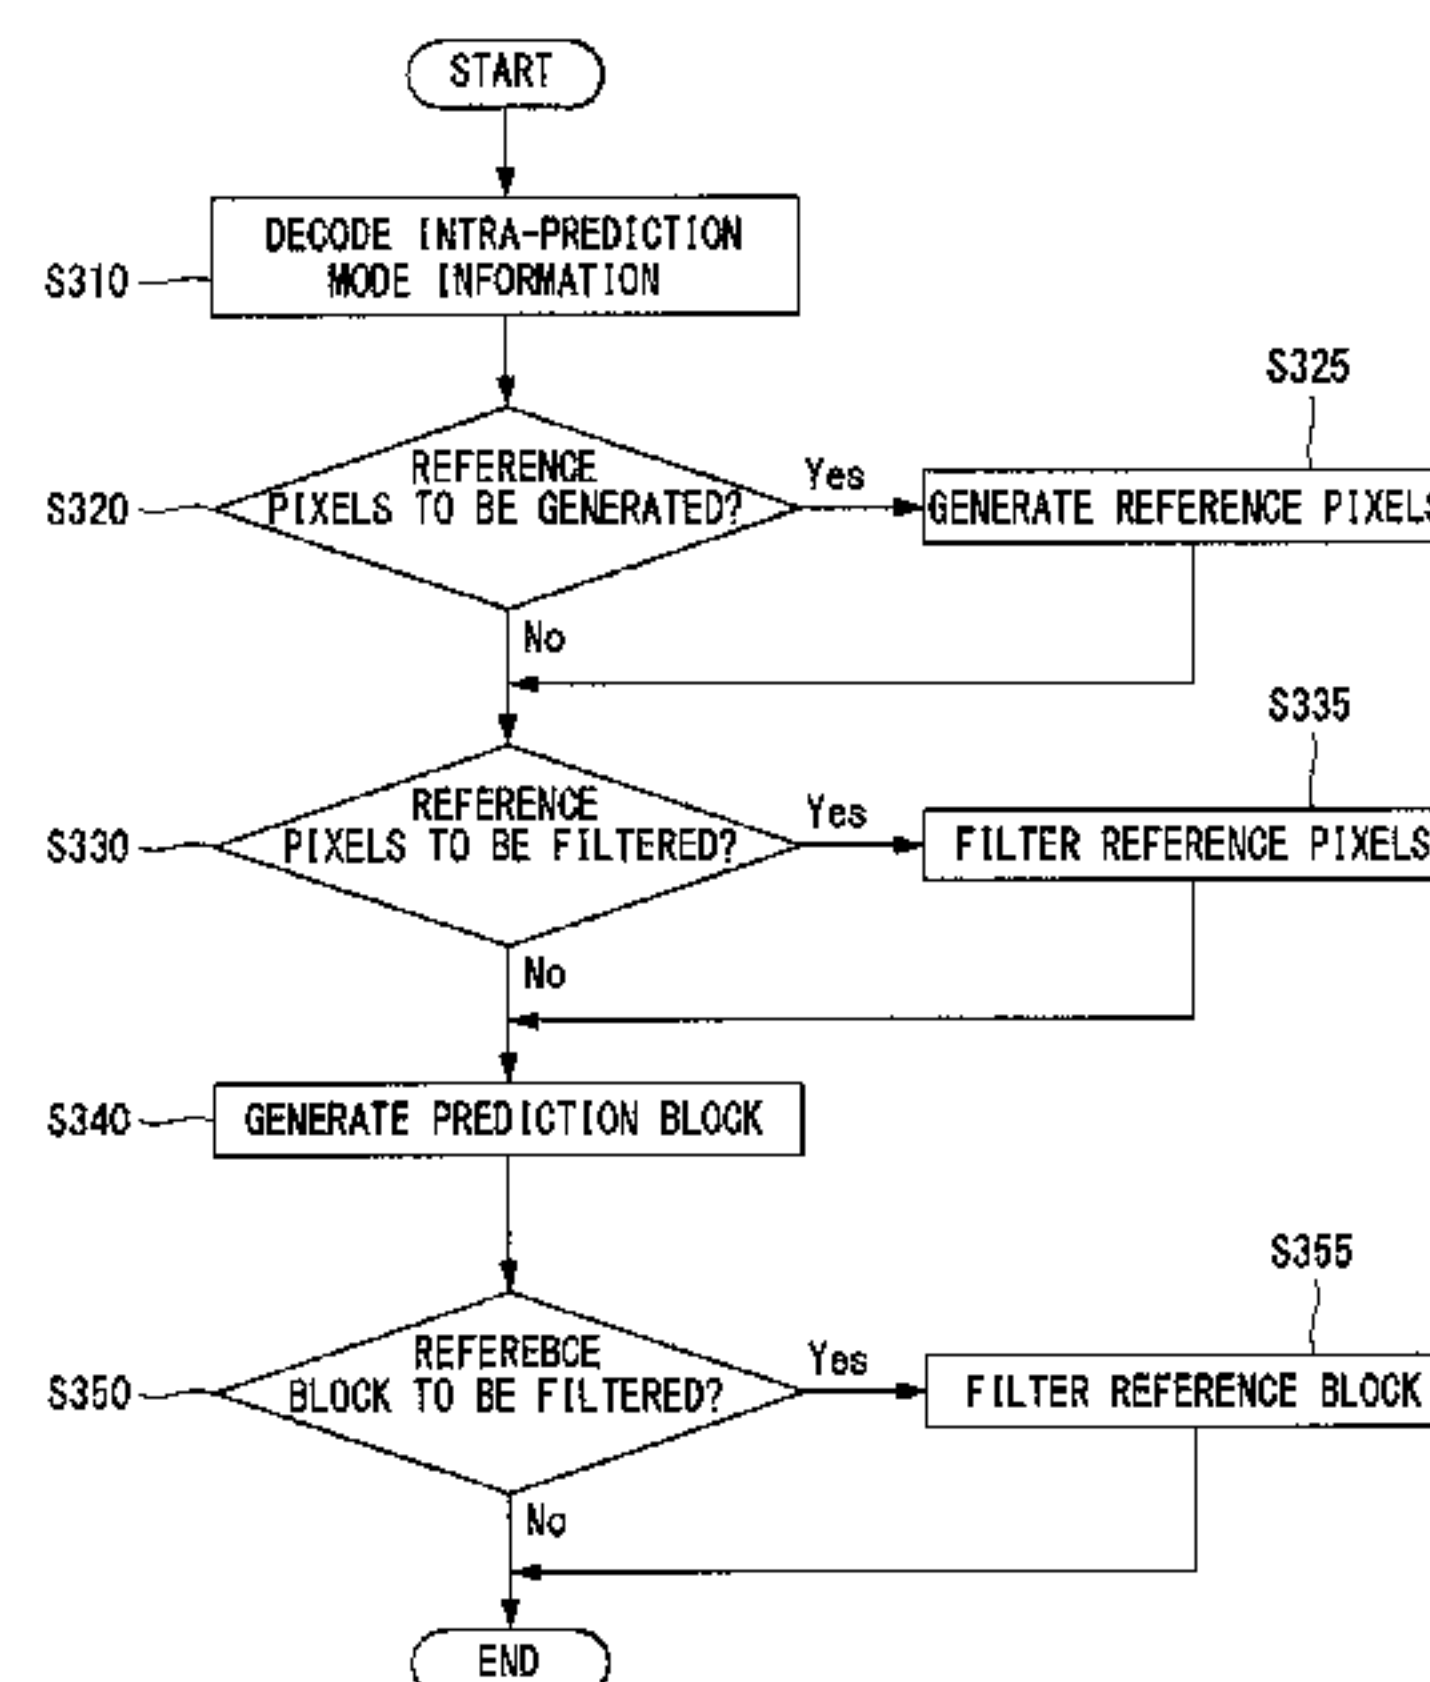 START
DECODE INTRA-PREDICTION
MODE INFORMATION
S310
S325
REFERENCE
PIXELS TO BE GENERATED?
S320
Yes
GENERATE REFERENCE PIXELS
No
S335
REFERENCE
PIXELS TO BE FILTERED?
S330
Yes
FILTER REFERENCE PIXELS
No
S340
GENERATE PREDICTION BLOCK
S355
REFEREBCE
BLOCK TO BE FILTERED?
S350
Yes
FILTER REFERENCE BLOCK
No
END